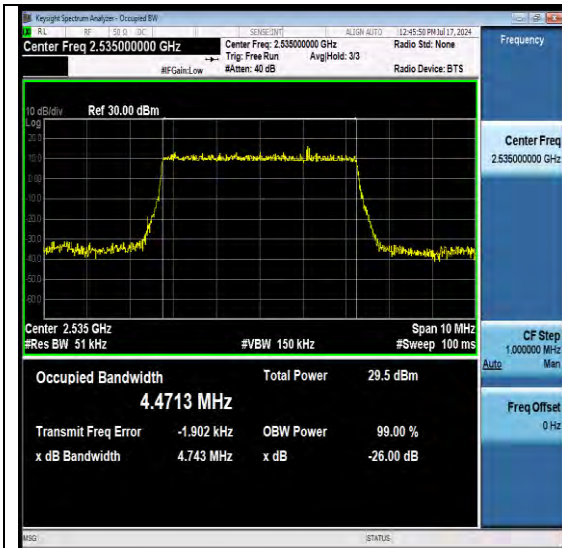 Keysight Spectrum Analyzer - Occupied BW
RL RF 50 Ω DC SENSE:INT ALIGN AUTO 12:45:50 PM Jul 17, 2024
Center Freq 2.535000000 GHz
Center Freq: 2.535000000 GHz
Radio Std: None
Frequency
Trig: Free Run Avg|Hold: 3/3
#IFGain:Low #Atten: 40 dB Radio Device: BTS
10 dB/div Ref 30.00 dBm
Log
20.0
10.0
0.00
-10.0
-20.0
-30.0
-40.0
-50.0
-60.0
Center Freq
2.535000000 GHz
Center 2.535 GHz Span 10 MHz
#Res BW 51 kHz #VBW 150 kHz #Sweep 100 ms
CF Step
1.000000 MHz
Auto Man
Occupied Bandwidth Total Power 29.5 dBm
4.4713 MHz
Transmit Freq Error -1.902 kHz OBW Power 99.00 %
x dB Bandwidth 4.743 MHz x dB -26.00 dB
Freq Offset
0 Hz
MSG STATUS